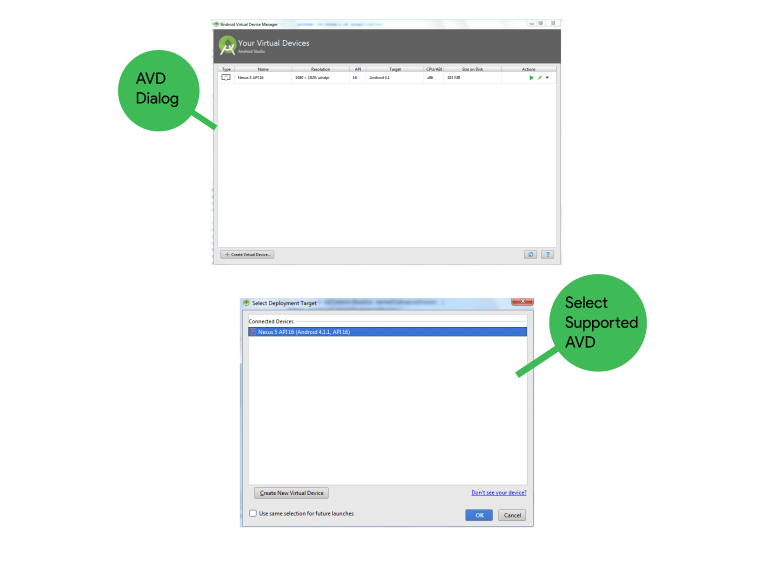 Android Virtual Device Manager
Your Virtual Devices
Android Studio
Type Name Resolution API Target CPU/ABI Size on Disk Actions
Nexus 5 API 16 1080 × 1920: xxhdpi 16 Android 4.1 x86 101 MB
AVD
Dialog
Create Virtual Device...
?
Select Deployment Target
Connected Devices
Nexus 5 API 16 (Android 4.1.1, API 16)
Select
Supported
AVD
Create New Virtual Device
Don't see your device?
Use same selection for future launches
OK
Cancel